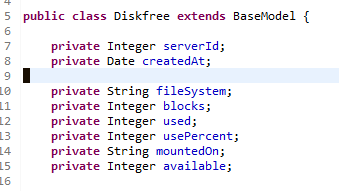 4
5 public class Diskfree extends BaseModel {
6
7 private Integer serverId;
8 private Date createdAt;
9
10 private String fileSystem;
11 private Integer blocks;
12 private Integer used;
13 private Integer usePercent;
14 private String mountedOn;
15 private Integer available;
16